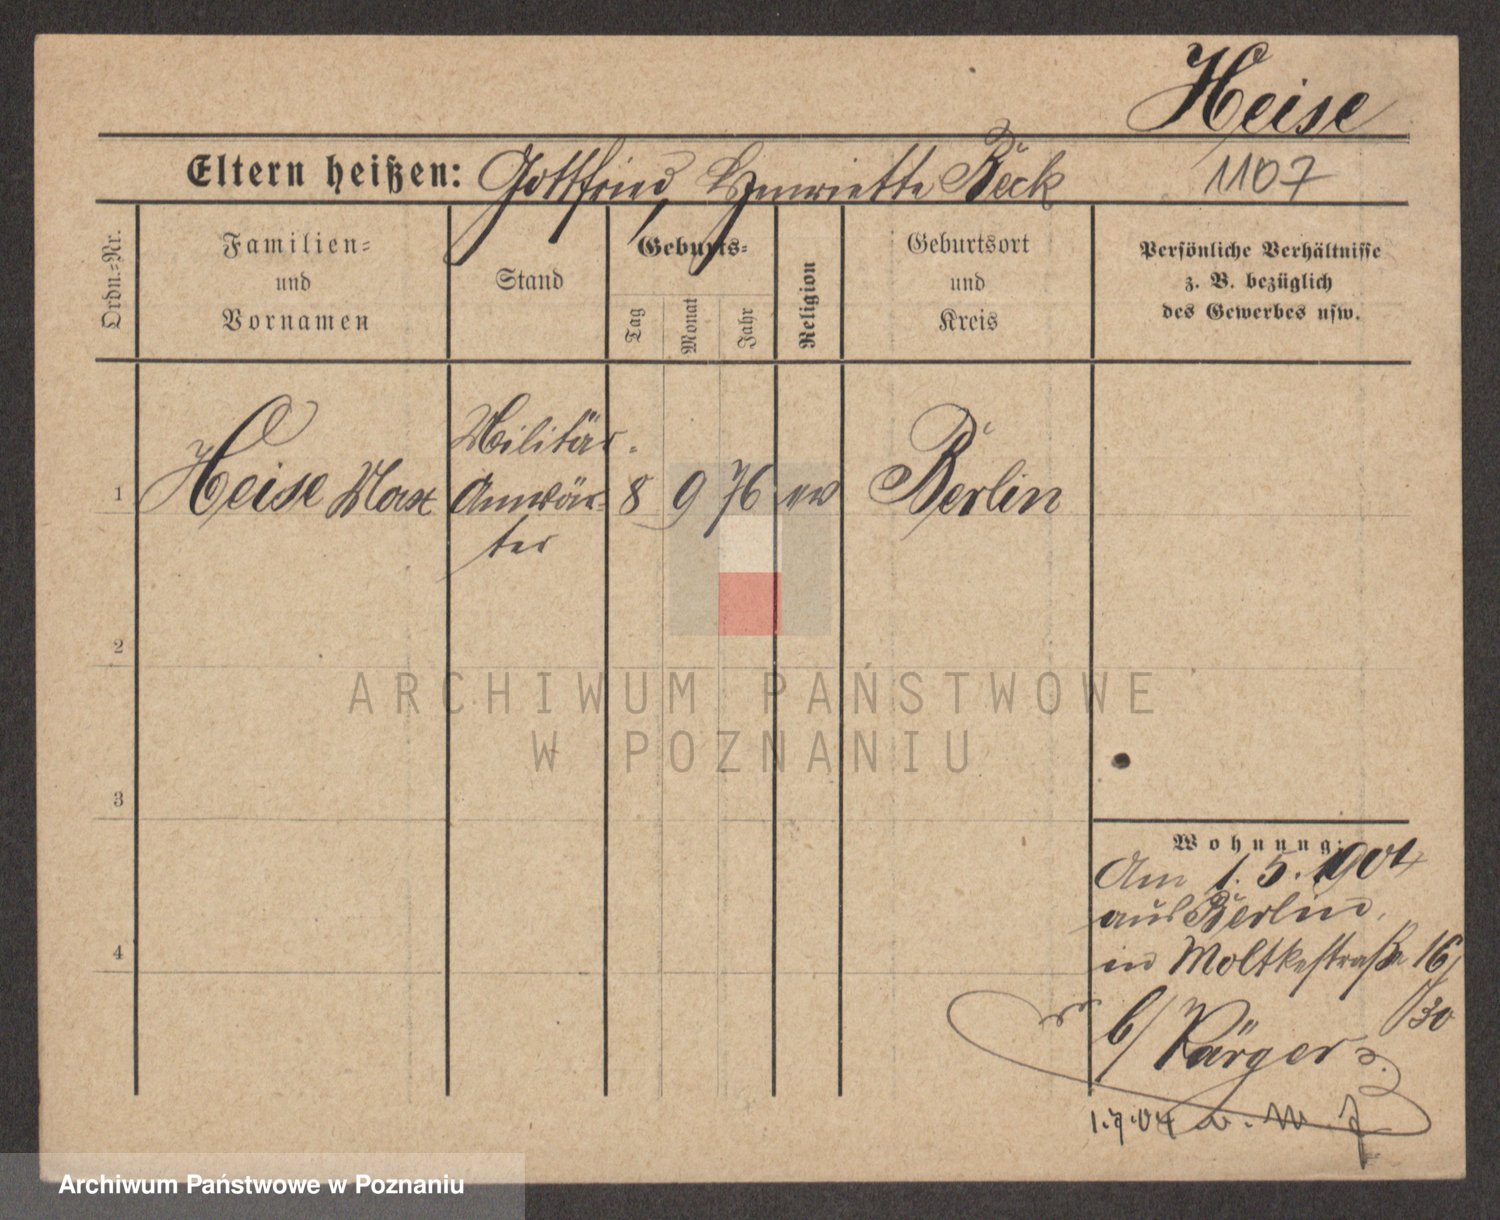 Heise
Eltern heißen: Gottfried, Henriette Beck 1107
Ordn.-Nr.
Familien-
und
Vornamen
Stand
Geburts-
Tag
Monat
Jahr
Religion
Geburtsort
und
Kreis
Persönliche Verhältnisse
z. B. bezüglich
des Gewerbes usw.
1
Heise Max
Militär-
Anwär-
ter
8 9 76 ev
Berlin
2
3
4
ARCHIWUM PAŃSTWOWE
W POZNANIU
Wohnung:
Am 1.5.1904
aus Berlin,
in Moltkestraße 16/
b/ Kärger
30
1.7.04
Archiwum Państwowe w Poznaniu